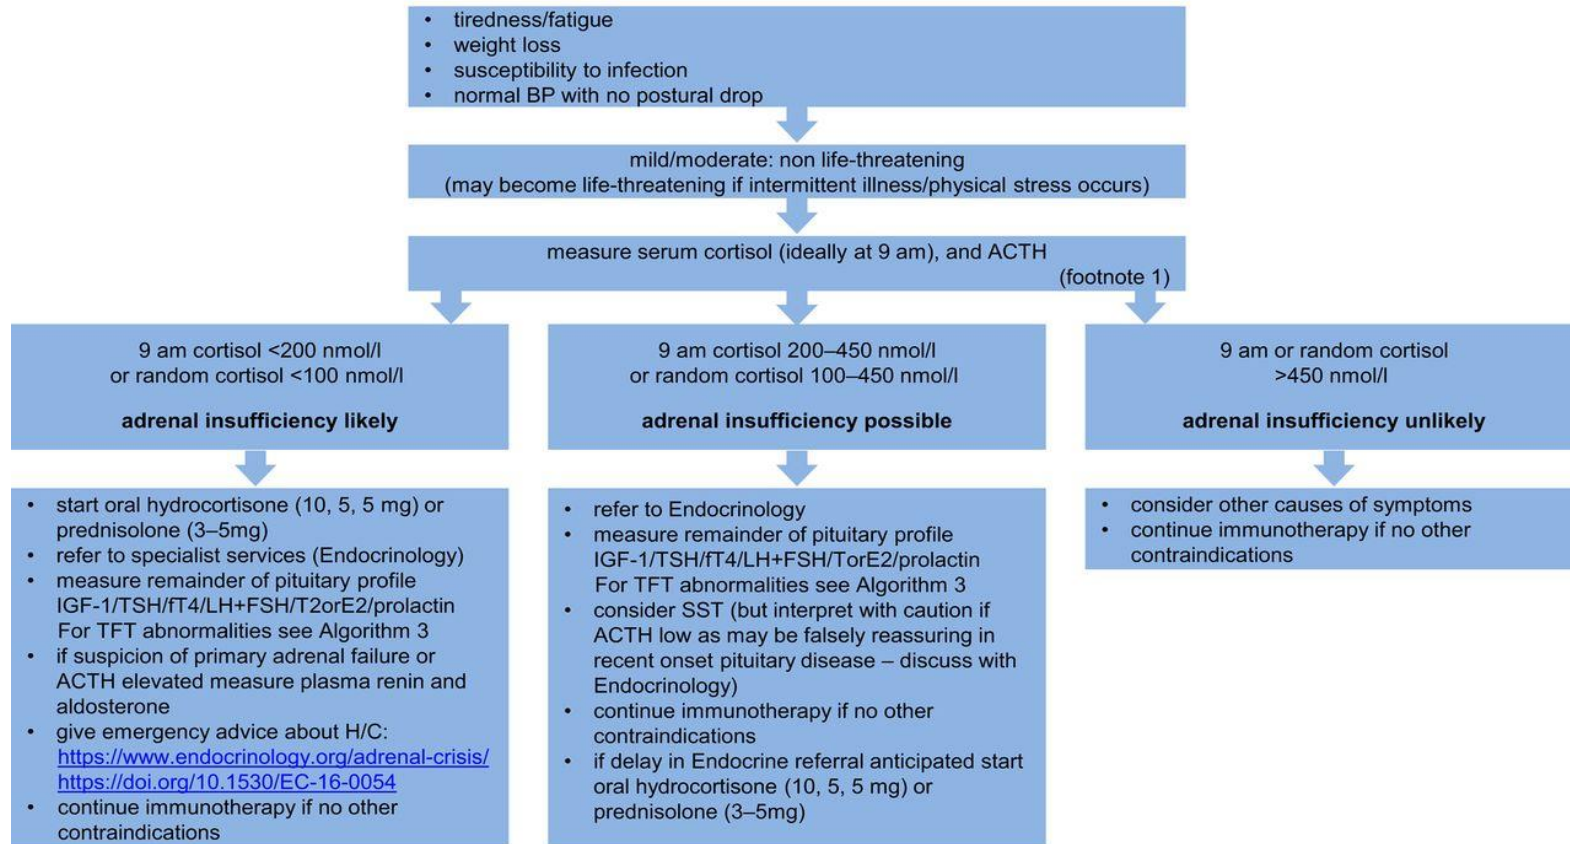 • tiredness/fatigue
• weight loss
• susceptibility to infection
• normal BP with no postural drop
mild/moderate: non life-threatening
(may become life-threatening if intermittent illness/physical stress occurs)
measure serum cortisol (ideally at 9 am), and ACTH
(footnote 1)
9 am cortisol <200 nmol/l
or random cortisol <100 nmol/l
adrenal insufficiency likely
9 am cortisol 200–450 nmol/l
or random cortisol 100–450 nmol/l
adrenal insufficiency possible
9 am or random cortisol
>450 nmol/l
adrenal insufficiency unlikely
• start oral hydrocortisone (10, 5, 5 mg) or
prednisolone (3–5mg)
• refer to specialist services (Endocrinology)
• measure remainder of pituitary profile
IGF-1/TSH/fT4/LH+FSH/T2orE2/prolactin
For TFT abnormalities see Algorithm 3
• if suspicion of primary adrenal failure or
ACTH elevated measure plasma renin and
aldosterone
• give emergency advice about H/C:
https://www.endocrinology.org/adrenal-crisis/
https://doi.org/10.1530/EC-16-0054
• continue immunotherapy if no other
contraindications
• refer to Endocrinology
• measure remainder of pituitary profile
IGF-1/TSH/fT4/LH+FSH/TorE2/prolactin
For TFT abnormalities see Algorithm 3
• consider SST (but interpret with caution if
ACTH low as may be falsely reassuring in
recent onset pituitary disease – discuss with
Endocrinology)
• continue immunotherapy if no other
contraindications
• if delay in Endocrine referral anticipated start
oral hydrocortisone (10, 5, 5 mg) or
prednisolone (3–5mg)
• consider other causes of symptoms
• continue immunotherapy if no other
contraindications